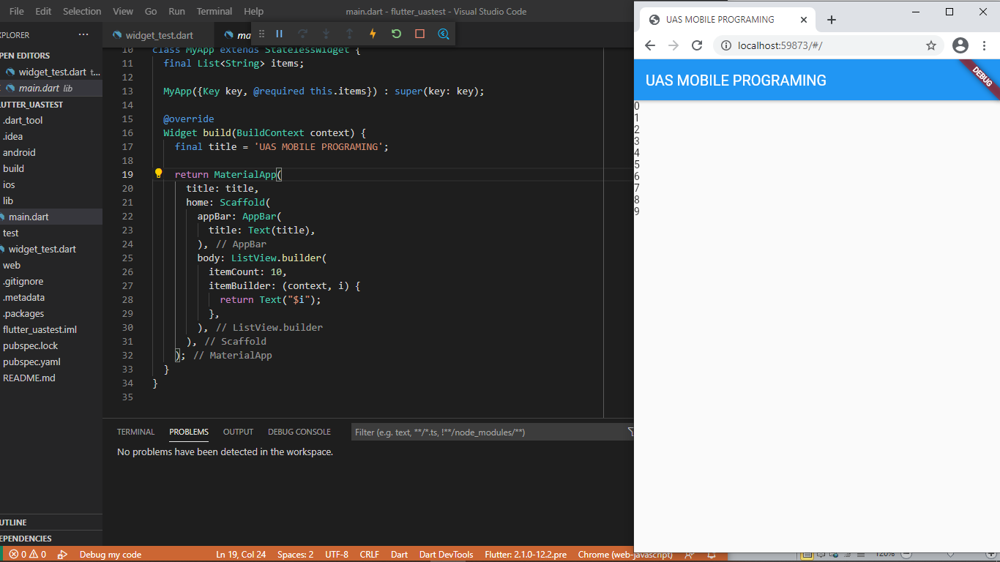 File Edit Selection View Go Run Terminal Help
main.dart - flutter_uastest - Visual Studio Code
XPLORER ···
PEN EDITORS
widget_test.dart t...
main.dart lib
LUTTER_UASTEST
.dart_tool
.idea
android
build
ios
lib
main.dart
test
widget_test.dart
web
.gitignore
.metadata
.packages
flutter_uastest.iml
pubspec.lock
pubspec.yaml
README.md
UTLINE
EPENDENCIES
widget_test.dart ma
10 class MyApp extends StatelessWidget {
11 final List<String> items;
12
13 MyApp({Key key, @required this.items}) : super(key: key);
14
15 @override
16 Widget build(BuildContext context) {
17 final title = 'UAS MOBILE PROGRAMING';
18
19 return MaterialApp(
20 title: title,
21 home: Scaffold(
22 appBar: AppBar(
23 title: Text(title),
24 ), // AppBar
25 body: ListView.builder(
26 itemCount: 10,
27 itemBuilder: (context, i) {
28 return Text("$i");
29 },
30 ), // ListView.builder
31 ), // Scaffold
32 ); // MaterialApp
33 }
34 }
35
TERMINAL PROBLEMS OUTPUT DEBUG CONSOLE Filter (e.g. text, **/*.ts, !**/node_modules/**)
No problems have been detected in the workspace.
0 0 Debug my code Ln 19, Col 24 Spaces: 2 UTF-8 CRLF Dart Dart DevTools Flutter: 2.1.0-12.2.pre Chrome (web-javascript)
UAS MOBILE PROGRAMING
localhost:59873/#/
UAS MOBILE PROGRAMING
DEBUG
0
1
2
3
4
5
6
7
8
9
120%